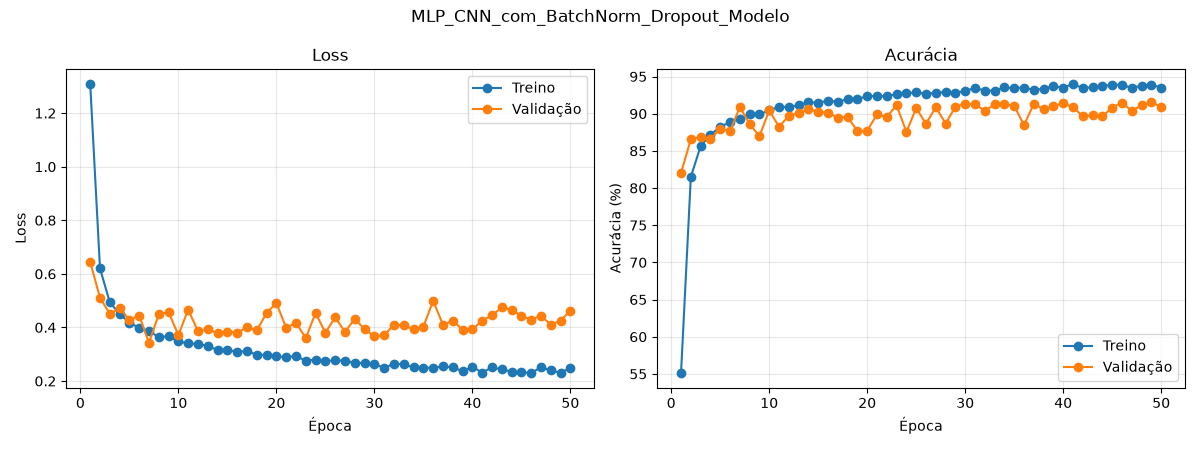 MLP_CNN_com_BatchNorm_Dropout_Modelo
Loss
Treino
Validação
1.2
1.0
0.8
0.6
0.4
0.2
Loss
0 10 20 30 40 50
Época
Acurácia
95
90
85
80
75
70
65
60
55
Acurácia (%)
Treino
Validação
0 10 20 30 40 50
Época